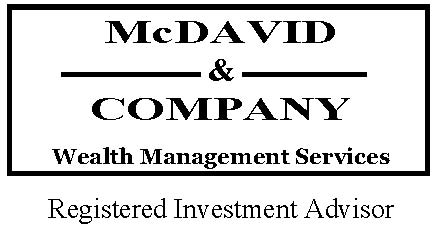 McDAVID
&
COMPANY
Wealth Management Services
Registered Investment Advisor